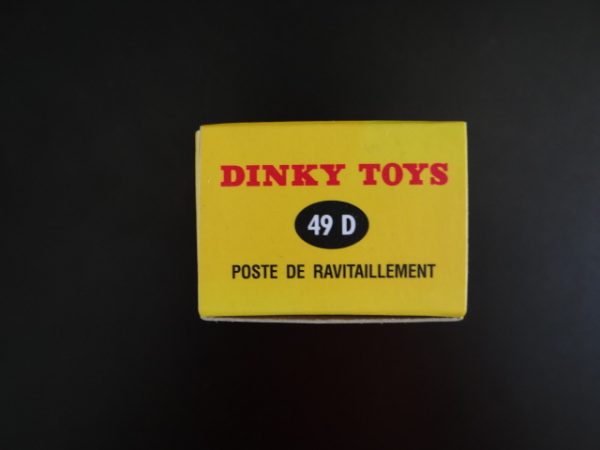 DINKY TOYS
49 D
POSTE DE RAVITAILLEMENT